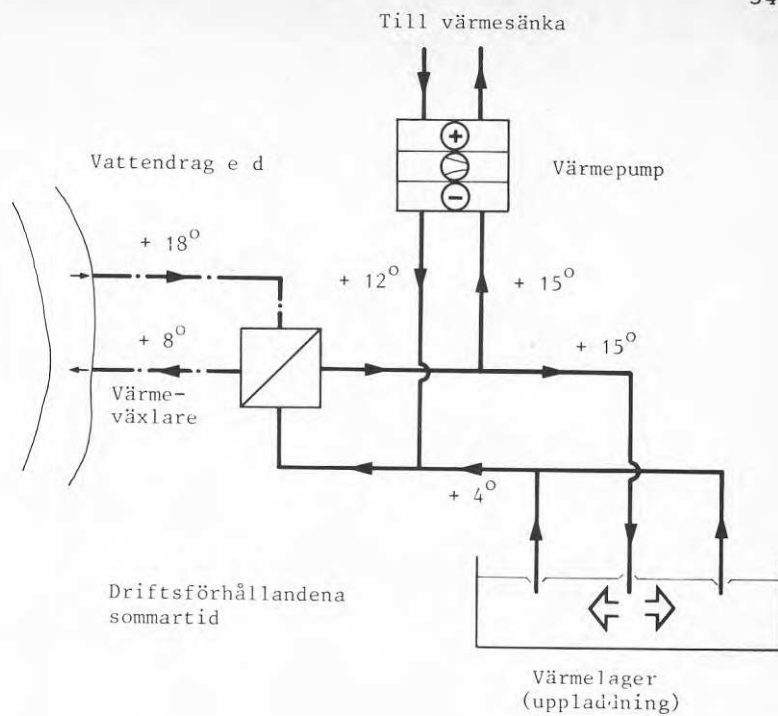 34
Till värmesänka
Vattendrag e d
Värmepump
+
−
+ 18°
+ 12°
+ 15°
+ 8°
+ 15°
Värme-
växlare
+ 4°
Driftsförhållandena
sommartid
Värmelager
(uppladdning)